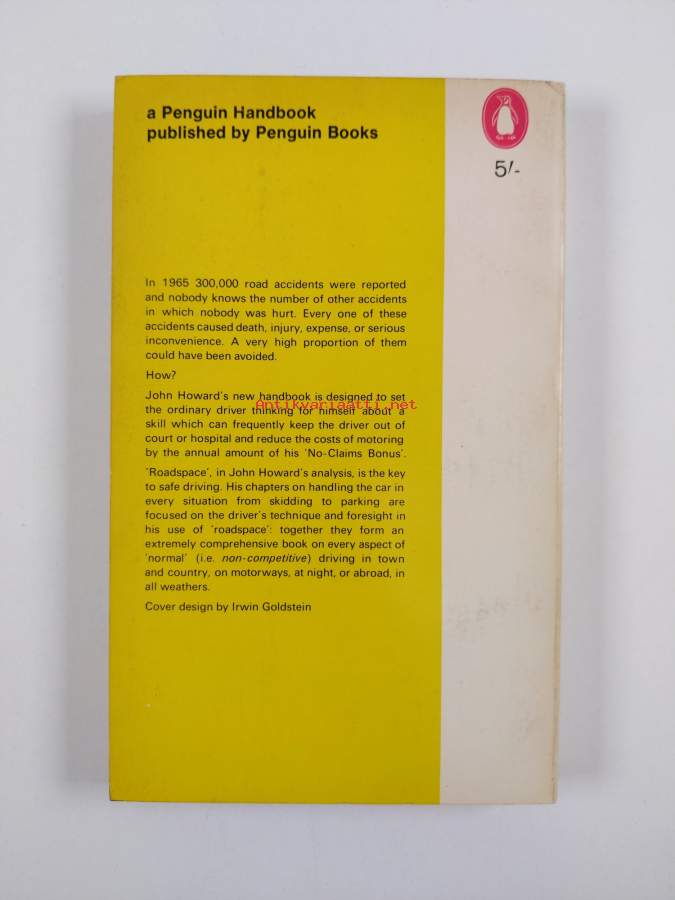 a Penguin Handbook
published by Penguin Books
5/-
In 1965 300,000 road accidents were reported
and nobody knows the number of other accidents
in which nobody was hurt. Every one of these
accidents caused death, injury, expense, or serious
inconvenience. A very high proportion of them
could have been avoided.
How?
John Howard's new handbook is designed to set
Antikvariaatti.net
the ordinary driver thinking for himself about a
skill which can frequently keep the driver out of
court or hospital and reduce the costs of motoring
by the annual amount of his 'No-Claims Bonus'.
'Roadspace', in John Howard's analysis, is the key
to safe driving. His chapters on handling the car in
every situation from skidding to parking are
focused on the driver's technique and foresight in
his use of 'roadspace': together they form an
extremely comprehensive book on every aspect of
'normal' (i.e. non-competitive) driving in town
and country, on motorways, at night, or abroad, in
all weathers.
Cover design by Irwin Goldstein